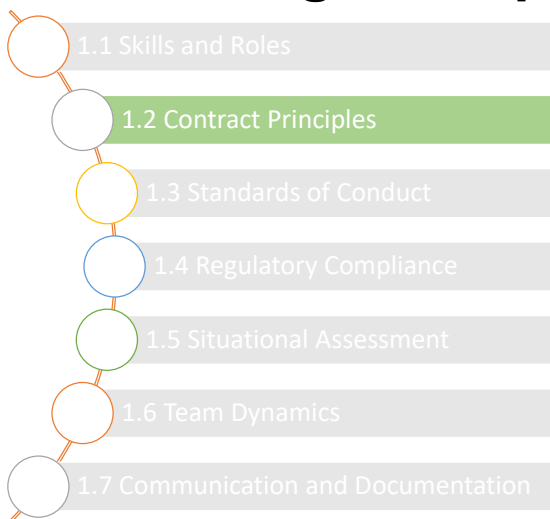 1.1 Skills and Roles
1.2 Contract Principles
1.3 Standards of Conduct
1.4 Regulatory Compliance
1.5 Situational Assessment
1.6 Team Dynamics
1.7 Communication and Documentation